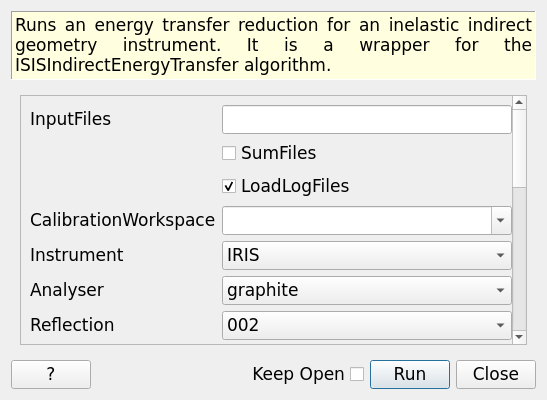 Runs an energy transfer reduction for an inelastic indirect
geometry instrument. It is a wrapper for the
ISISIndirectEnergyTransfer algorithm.
InputFiles
SumFiles
LoadLogFiles
CalibrationWorkspace
Instrument IRIS
Analyser graphite
Reflection 002
? Keep Open Run Close